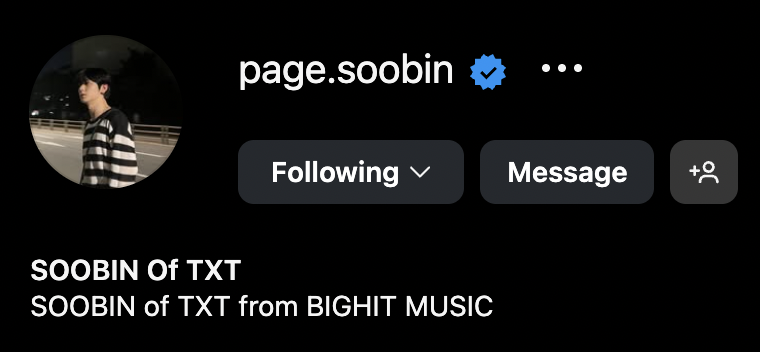 page.soobin
Following
Message
SOOBIN Of TXT
SOOBIN of TXT from BIGHIT MUSIC